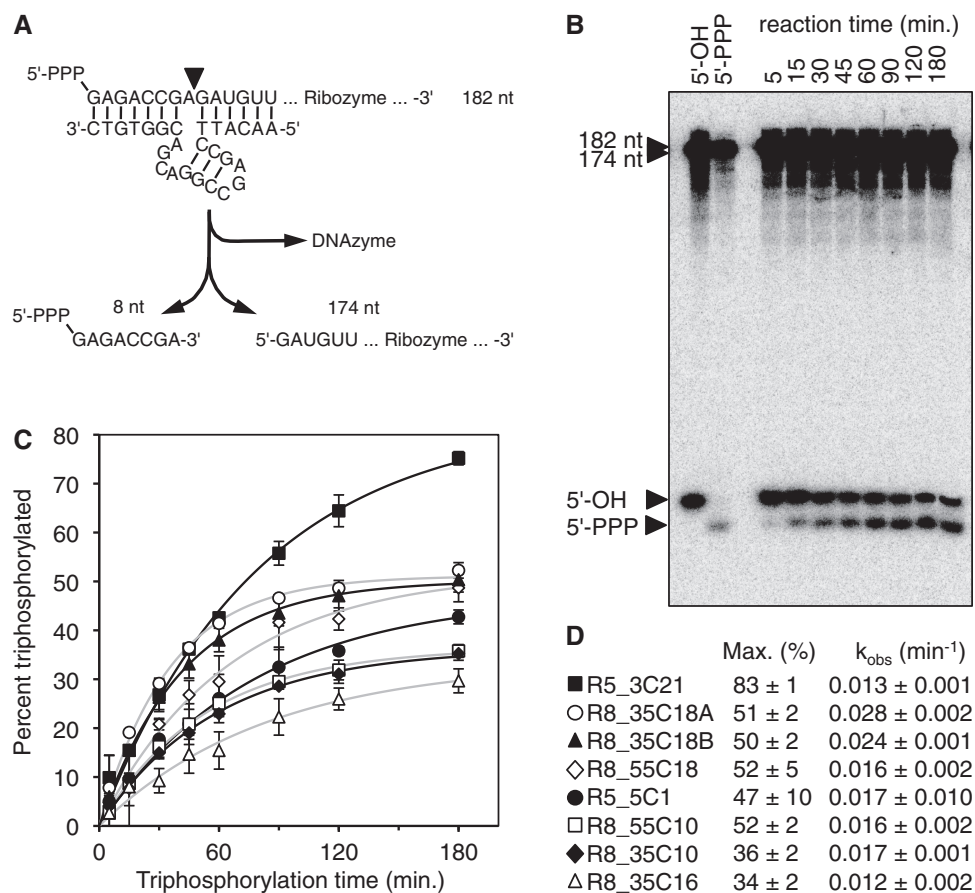 A
5'-PPP
GAGACCGAGAUGUU ... Ribozyme ... -3' 182 nt
3'-CTGTGGC TTACAA-5'
GACGAGGCCCGAGCC
DNAzyme
8 nt 174 nt
5'-PPP
GAGACCGA-3' 5'-GAUGUU ... Ribozyme ... -3'
B
reaction time (min.)
5'-OH 5'-PPP 5 15 30 45 60 90 120 180
182 nt
174 nt
5'-OH
5'-PPP
C
Percent triphosphorylated
80
70
60
50
40
30
20
10
0
0 60 120 180
Triphosphorylation time (min.)
D
Max. (%) kobs (min-1)
R5_3C21 83 ± 1 0.013 ± 0.001
R8_35C18A 51 ± 2 0.028 ± 0.002
R8_35C18B 50 ± 2 0.024 ± 0.001
R8_55C18 52 ± 5 0.016 ± 0.002
R5_5C1 47 ± 10 0.017 ± 0.010
R8_55C10 52 ± 2 0.016 ± 0.002
R8_35C10 36 ± 2 0.017 ± 0.001
R8_35C16 34 ± 2 0.012 ± 0.002